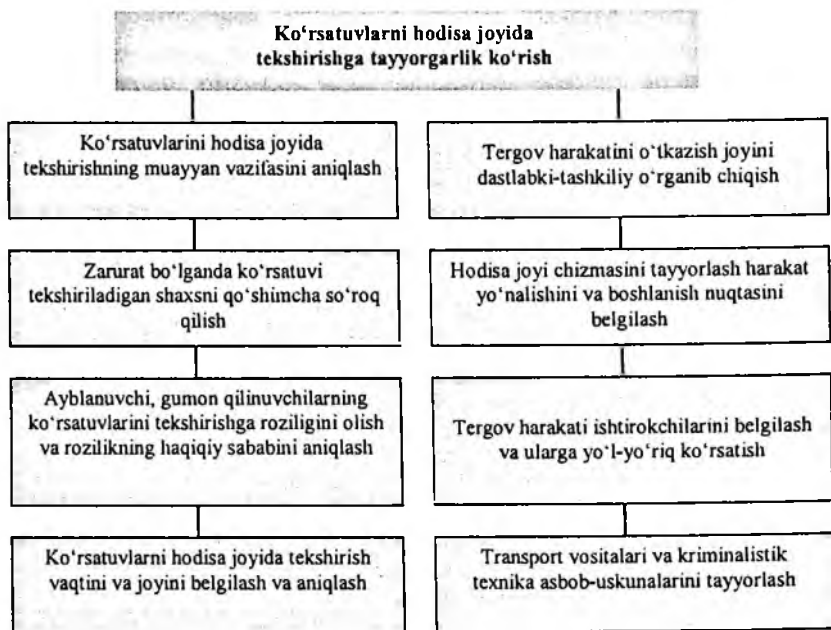 Ko‘rsatuvlarni hodisa joyida
tekshirishga tayyorgarlik ko‘rish
Ko‘rsatuvlarini hodisa joyida
tekshirishning muayyan vazifasini aniqlash
Zarurat bo‘lganda ko‘rsatuvi
tekshiriladigan shaxsni qo‘shimcha so‘roq
qilish
Ayblanuvchi, gumon qilinuvchilarning
ko‘rsatuvlarini tekshirishga roziligini olish
va rozilikning haqiqiy sababini aniqlash
Ko‘rsatuvlarni hodisa joyida tekshirish
vaqtini va joyini belgilash va aniqlash
Tergov harakatini o‘tkazish joyini
dastlabki-tashkiliy o‘rganib chiqish
Hodisa joyi chizmasini tayyorlash harakat
yo‘nalishini va boshlanish nuqtasini
belgilash
Tergov harakati ishtirokchilarini belgilash
va ularga yo‘l-yo‘riq ko‘rsatish
Transport vositalari va kriminalistik
texnika asbob-uskunalarini tayyorlash